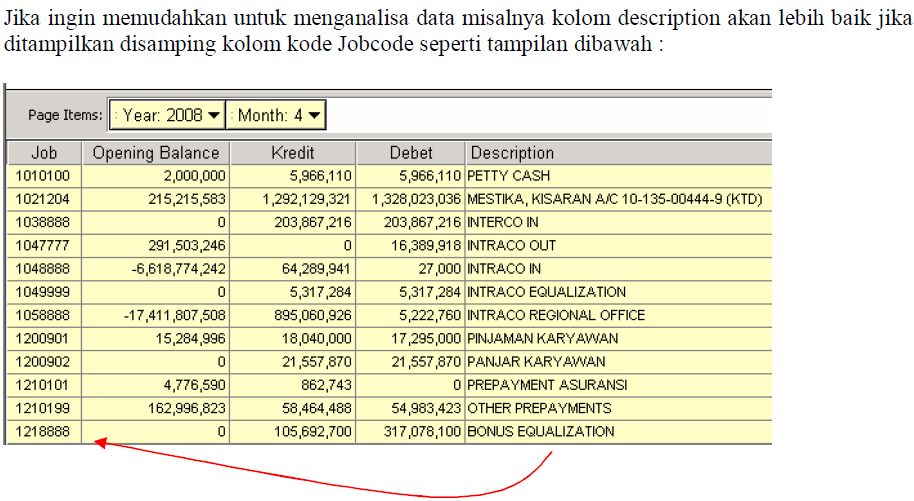 Jika ingin memudahkan untuk menganalisa data misalnya kolom description akan lebih baik jika
ditampilkan disamping kolom kode Jobcode seperti tampilan dibawah :
Page Items: Year: 2008 Month: 4
Job Opening Balance Kredit Debet Description
1010100 2,000,000 5,966,110 5,966,110 PETTY CASH
1021204 215,215,583 1,292,129,321 1,328,023,036 MESTIKA, KISARAN A/C 10-135-00444-9 (KTD)
1038888 0 203,867,216 203,867,216 INTERCO IN
1047777 291,503,246 0 16,389,918 INTRACO OUT
1048888 -6,618,774,242 64,289,941 27,000 INTRACO IN
1049999 0 5,317,284 5,317,284 INTRACO EQUALIZATION
1058888 -17,411,807,508 895,060,926 5,222,760 INTRACO REGIONAL OFFICE
1200901 15,284,996 18,040,000 17,295,000 PINJAMAN KARYAWAN
1200902 0 21,557,870 21,557,870 PANJAR KARYAWAN
1210101 4,776,590 862,743 0 PREPAYMENT ASURANSI
1210199 162,996,823 58,464,488 54,983,423 OTHER PREPAYMENTS
1218888 0 105,692,700 317,078,100 BONUS EQUALIZATION